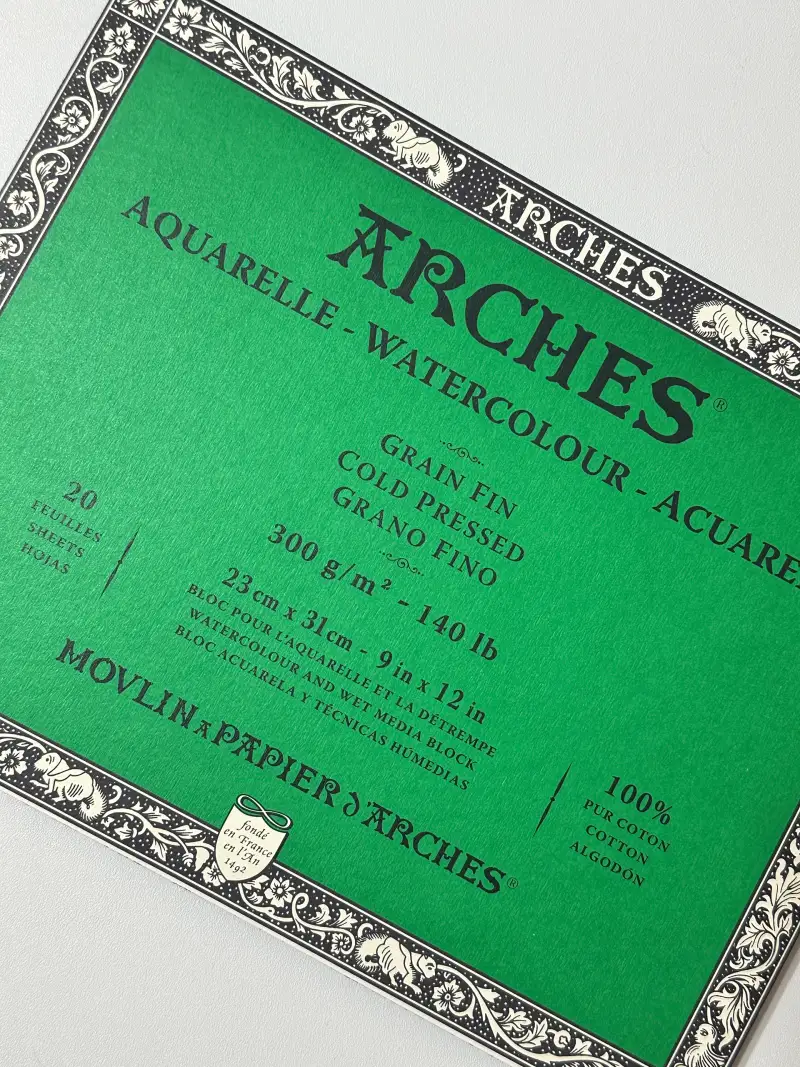 ARCHES
ARCHES®
AQUARELLE - WATERCOLOUR -
GRAIN FIN
COLD PRESSED
GRANO FINO
300 g/m² - 140 lb
23 cm x 31 cm - 9 in x 12 in
BLOC POUR L'AQUARELLE ET LA DÉTREMPE
WATERCOLOUR AND WET MEDIA BLOCK
BLOC ACUARELA Y TÉCNICAS HÚMEDIAS
20
FEUILLES
SHEETS
HOJAS
100%
PUR COTON
COTTON
ALGODÓN
MOVLIN A PAPIER d'ARCHES®
fondé
en France
en l'An
1492